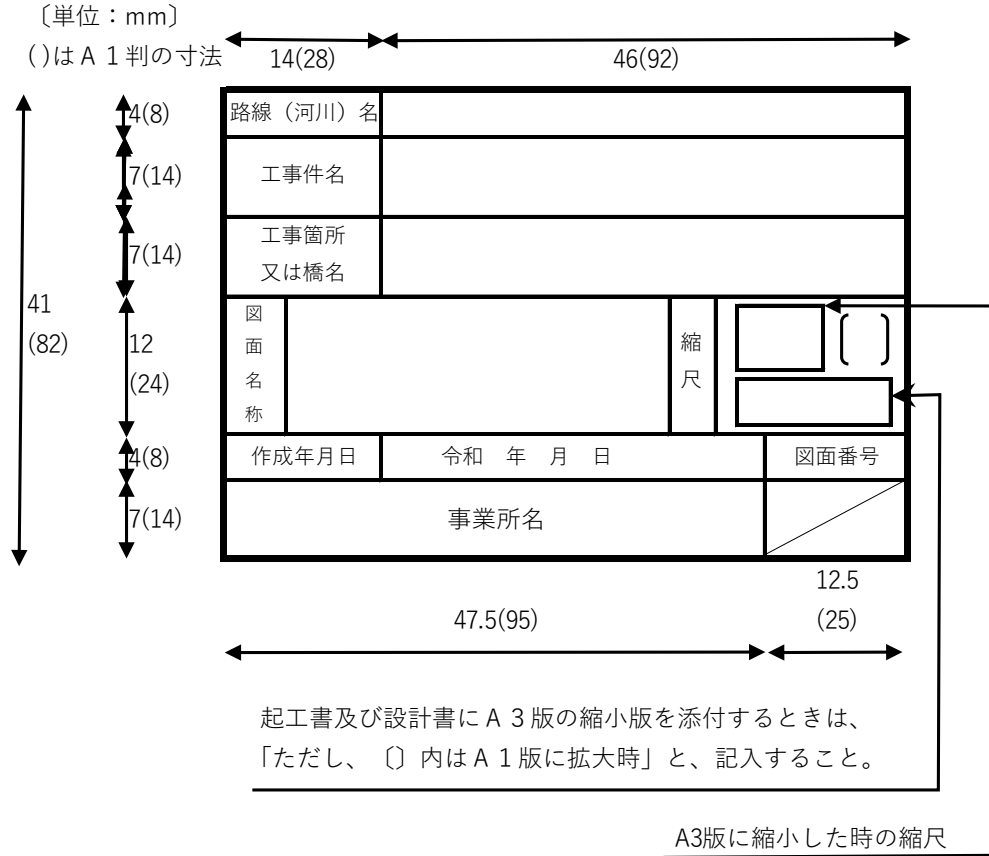 〔単位：mm〕
( )はＡ１判の寸法
14(28)
46(92)
4(8)
路線（河川）名
7(14)
工事件名
7(14)
工事箇所
又は橋名
41
(82)
12
(24)
図
面
名
称
縮
尺
4(8)
作成年月日
令和　年　月　日
図面番号
7(14)
事業所名
47.5(95)
12.5
(25)
起工書及び設計書にＡ３版の縮小版を添付するときは、
「ただし、〔〕内はＡ１版に拡大時」と、記入すること。
A3版に縮小した時の縮尺